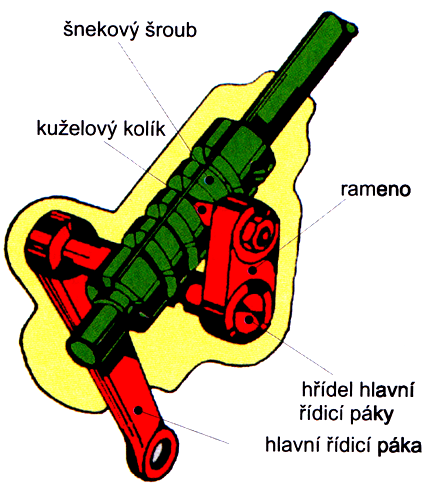 šnekový šroub
kuželový kolík
rameno
hřídel hlavní
řídicí páky
hlavní řídicí páka